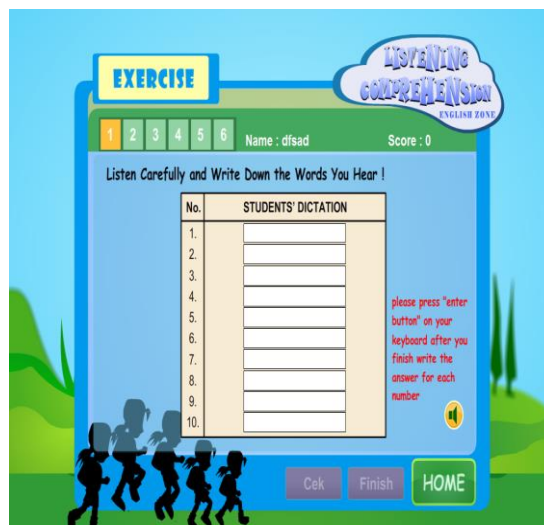 EXERCISE
LISTENING
COMPREHENSION
ENGLISH ZONE
1 2 3 4 5 6 Name : dfsad Score : 0
Listen Carefully and Write Down the Words You Hear !
No. STUDENTS' DICTATION
1.
2.
3.
4.
5.
6.
7.
8.
9.
10.
please press "enter
button" on your
keyboard after you
finish write the
answer for each
number
Cek Finish HOME